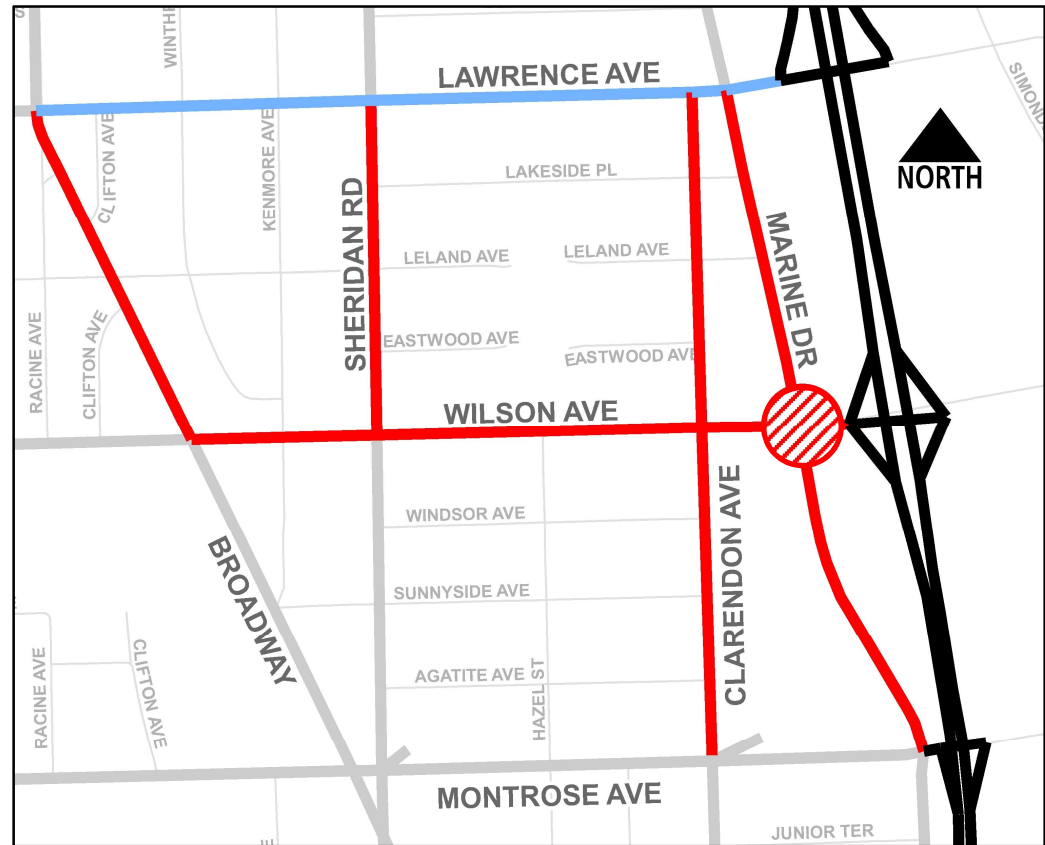 S
WINTH
LAWRENCE AVE
SIMONDS
CLIFTON AVE
KENMORE AVE
LAKESIDE PL
NORTH
SHERIDAN RD
MARINE DR
LELAND AVE
LELAND AVE
RACINE AVE
CLIFTON AVE
EASTWOOD AVE
EASTWOOD AVE
WILSON AVE
WINDSOR AVE
BROADWAY
CLARENDON AVE
SUNNYSIDE AVE
RACINE AVE
CLIFTON AVE
AGATITE AVE
HAZEL ST
MONTROSE AVE
JUNIOR TER